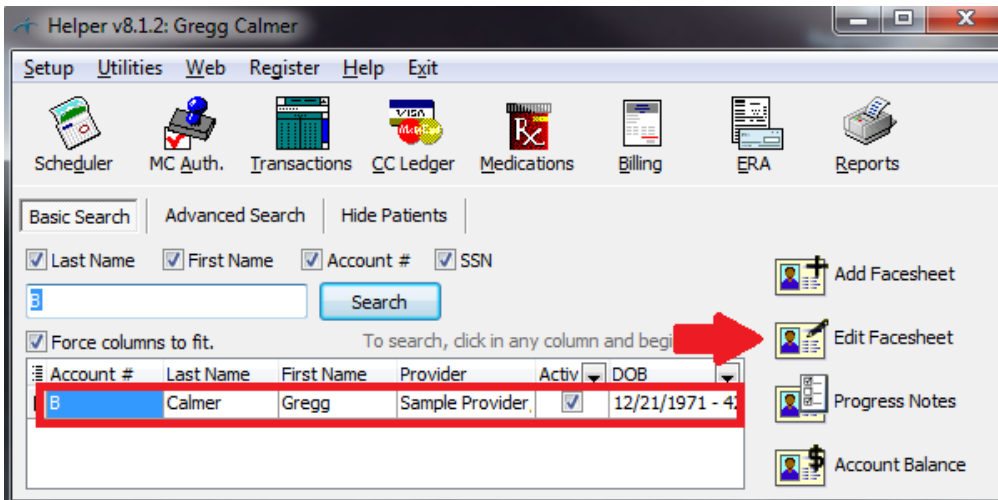 Helper v8.1.2: Gregg Calmer
Setup Utilities Web Register Help Exit
VISA
Rx
Scheduler MC Auth. Transactions CC Ledger Medications Billing ERA Reports
Basic Search Advanced Search Hide Patients
Last Name First Name Account # SSN
Add Facesheet
B Search
Force columns to fit. To search, click in any column and begi
Edit Facesheet
Account # Last Name First Name Provider Activ DOB
B Calmer Gregg Sample Provider, 12/21/1971 - 42
Progress Notes
Account Balance